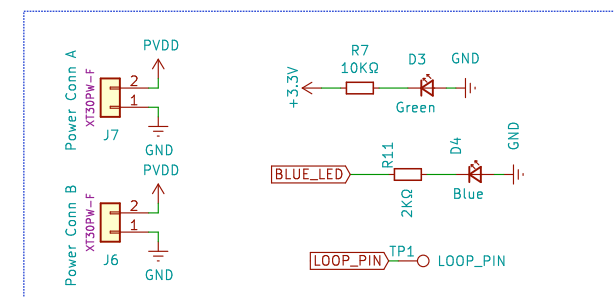 Power Conn A
XT30PW-F
PVDD
2
1
J7
GND
R7
10KΩ
+3.3V
D3
Green
GND
Power Conn B
XT30PW-F
PVDD
2
1
J6
GND
BLUE_LED
R11
2KΩ
D4
Blue
GND
LOOP_PIN
TP1
LOOP_PIN